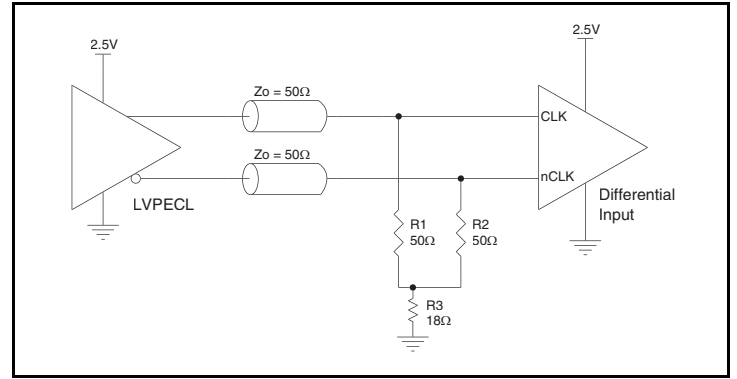 2.5V
2.5V
Zo = 50Ω
CLK
Zo = 50Ω
nCLK
LVPECL
Differential
Input
R1
50Ω
R2
50Ω
R3
18Ω